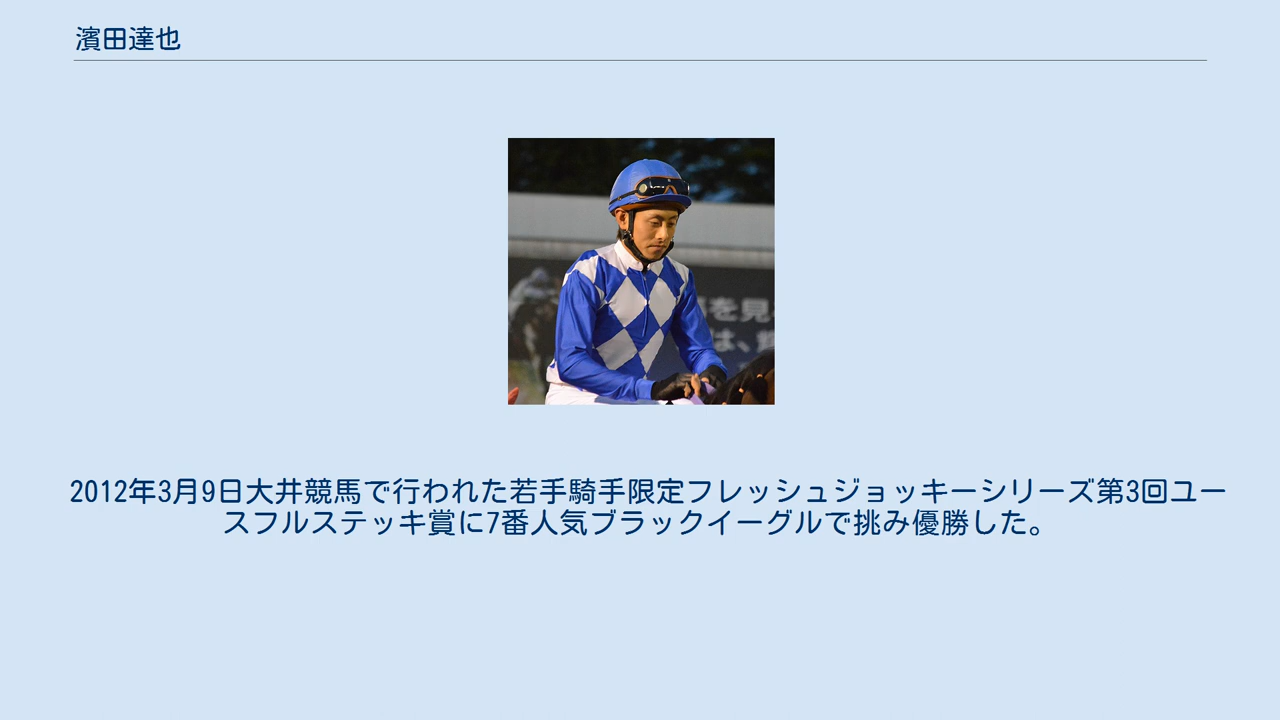 濱田達也
を見
は、
2012年3月9日大井競馬で行われた若手騎手限定フレッシュジョッキーシリーズ第3回ユー
スフルステッキ賞に7番人気ブラックイーグルで挑み優勝した。